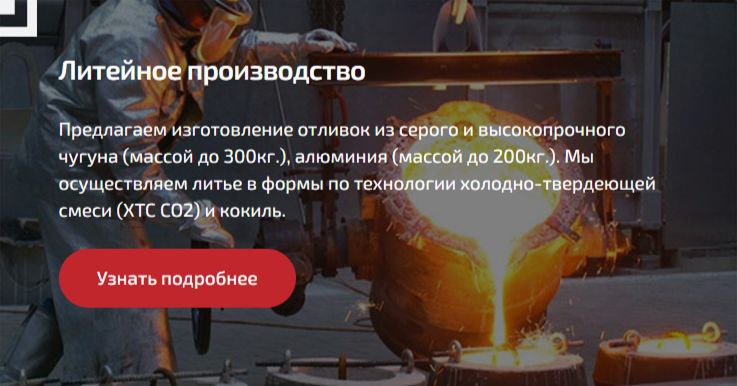 Литейное производство
Предлагаем изготовление отливок из серого и высокопрочного
чугуна (массой до 300кг.), алюминия (массой до 200кг.). Мы
осуществляем литье в формы по технологии холодно-твердеющей
смеси (ХТС СО2) и кокиль.
Узнать подробнее